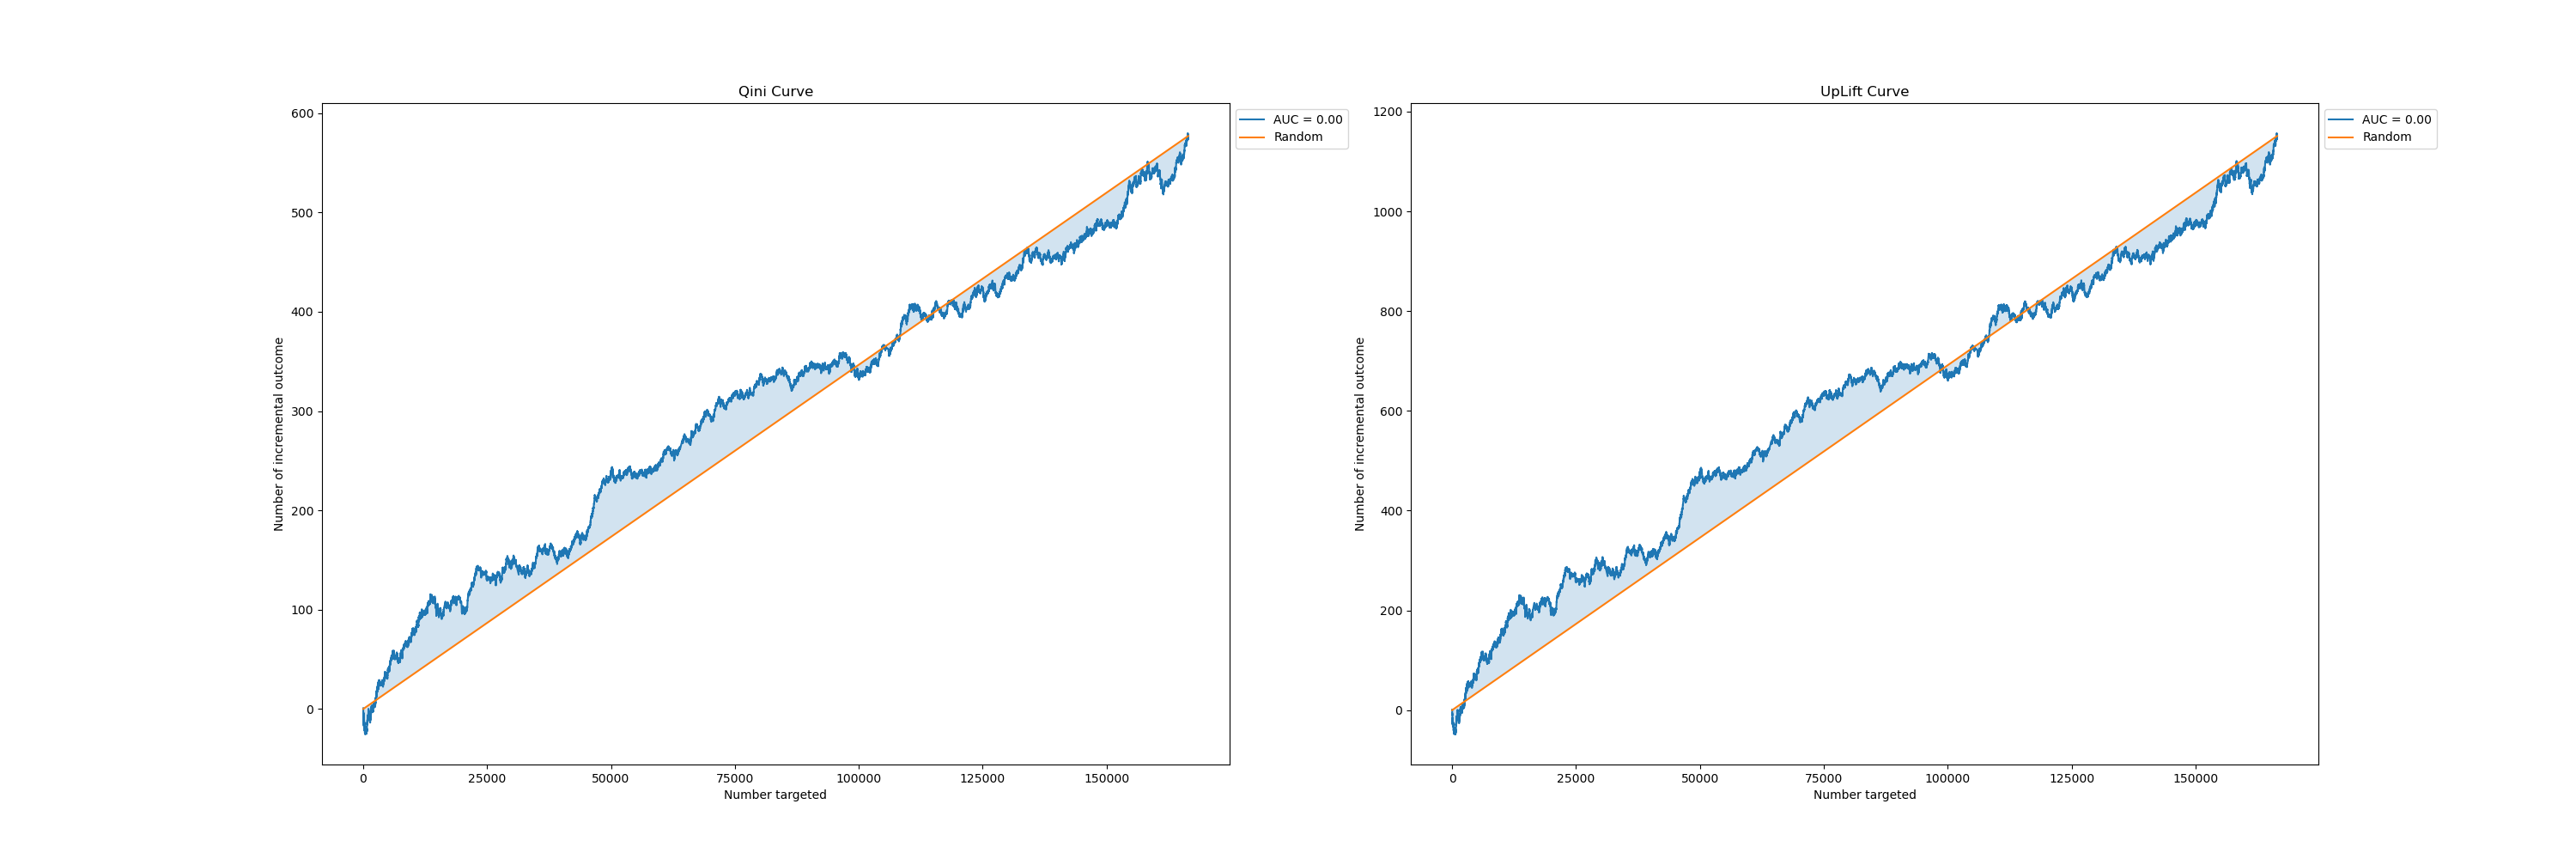 Qini Curve
600
500
400
300
200
100
0
Number of incremental outcome
0 25000 50000 75000 100000 125000 150000
Number targeted
AUC = 0.00
Random
UpLift Curve
1200
1000
800
600
400
200
0
Number of incremental outcome
0 25000 50000 75000 100000 125000 150000
Number targeted
AUC = 0.00
Random